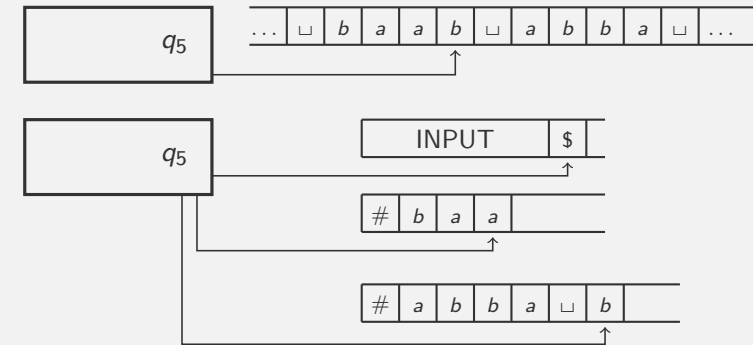 q5 ... ␣ b a a b ␣ a b b a ␣ ...
q5 INPUT $
# b a a
# a b b a ␣ b